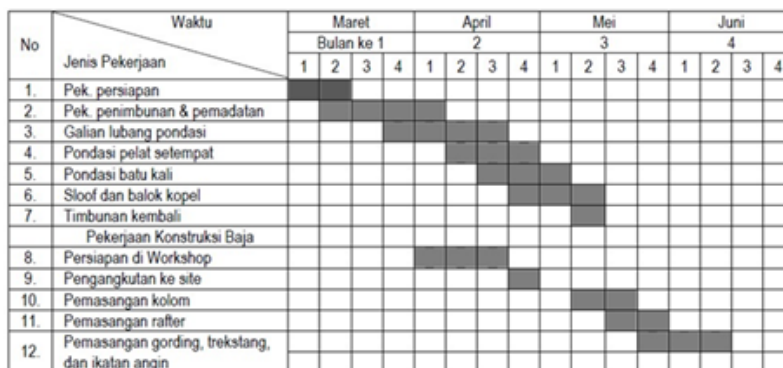 No Waktu Maret April Mei Juni
Jenis Pekerjaan Bulan ke 1 2 3 4
1 2 3 4 1 2 3 4 1 2 3 4 1 2 3 4
1. Pek. persiapan
2. Pek. penimbunan & pemadatan
3. Galian lubang pondasi
4. Pondasi pelat setempat
5. Pondasi batu kali
6. Sloof dan balok kopel
7. Timbunan kembali
Pekerjaan Konstruksi Baja
8. Persiapan di Workshop
9. Pengangkutan ke site
10. Pemasangan kolom
11. Pemasangan rafter
12. Pemasangan gording, trekstang,
dan ikatan angin